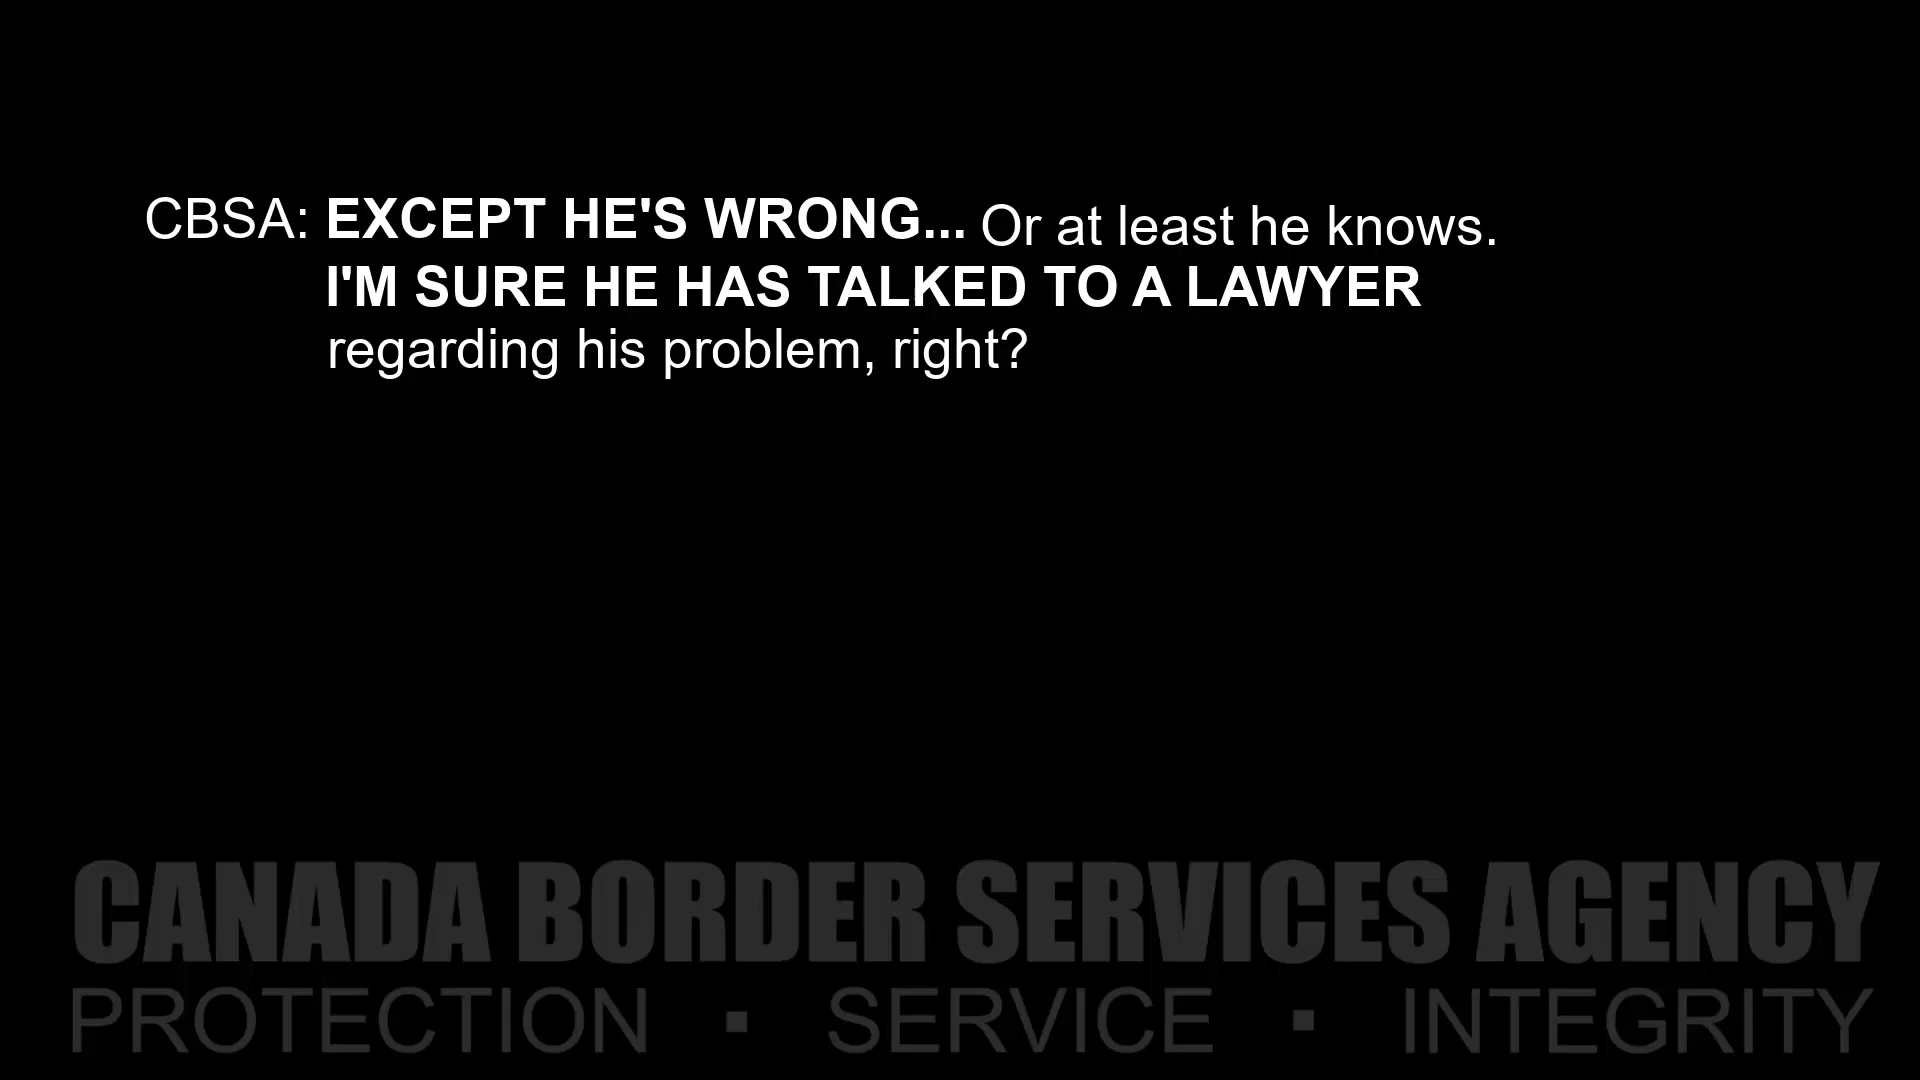 CBSA: EXCEPT HE'S WRONG... Or at least he knows.
I'M SURE HE HAS TALKED TO A LAWYER
regarding his problem, right?
CANADA BORDER SERVICES AGENCY
PROTECTION ▪ SERVICE ▪ INTEGRITY